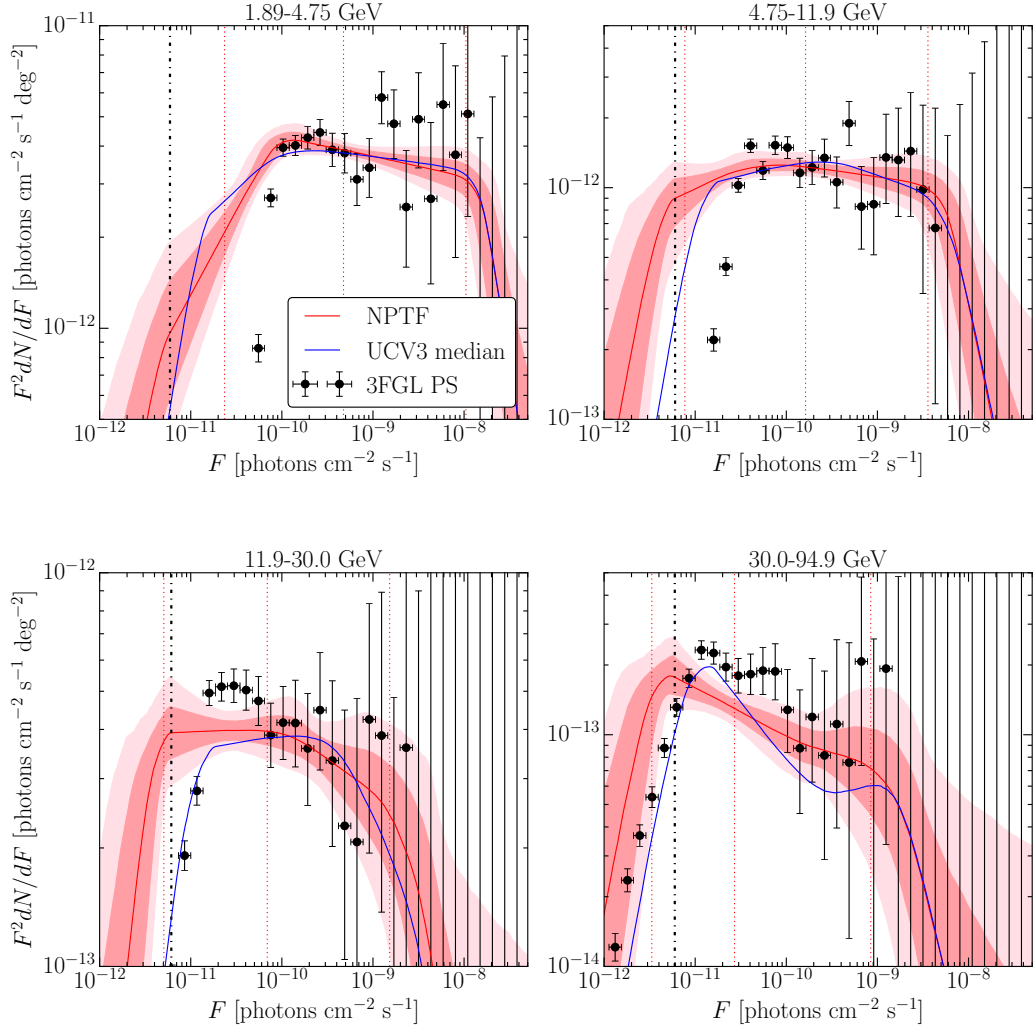 1.89-4.75 GeV
4.75-11.9 GeV
10⁻¹¹
10⁻¹²
F²dN/dF [photons cm⁻² s⁻¹ deg⁻²]
NPTF
UCV3 median
3FGL PS
10⁻¹²
10⁻¹³
10⁻¹² 10⁻¹¹ 10⁻¹⁰ 10⁻⁹ 10⁻⁸
10⁻¹² 10⁻¹¹ 10⁻¹⁰ 10⁻⁹ 10⁻⁸
F [photons cm⁻² s⁻¹]
F [photons cm⁻² s⁻¹]
11.9-30.0 GeV
30.0-94.9 GeV
10⁻¹²
10⁻¹³
F²dN/dF [photons cm⁻² s⁻¹ deg⁻²]
10⁻¹³
10⁻¹⁴
10⁻¹² 10⁻¹¹ 10⁻¹⁰ 10⁻⁹ 10⁻⁸
10⁻¹² 10⁻¹¹ 10⁻¹⁰ 10⁻⁹ 10⁻⁸
F [photons cm⁻² s⁻¹]
F [photons cm⁻² s⁻¹]